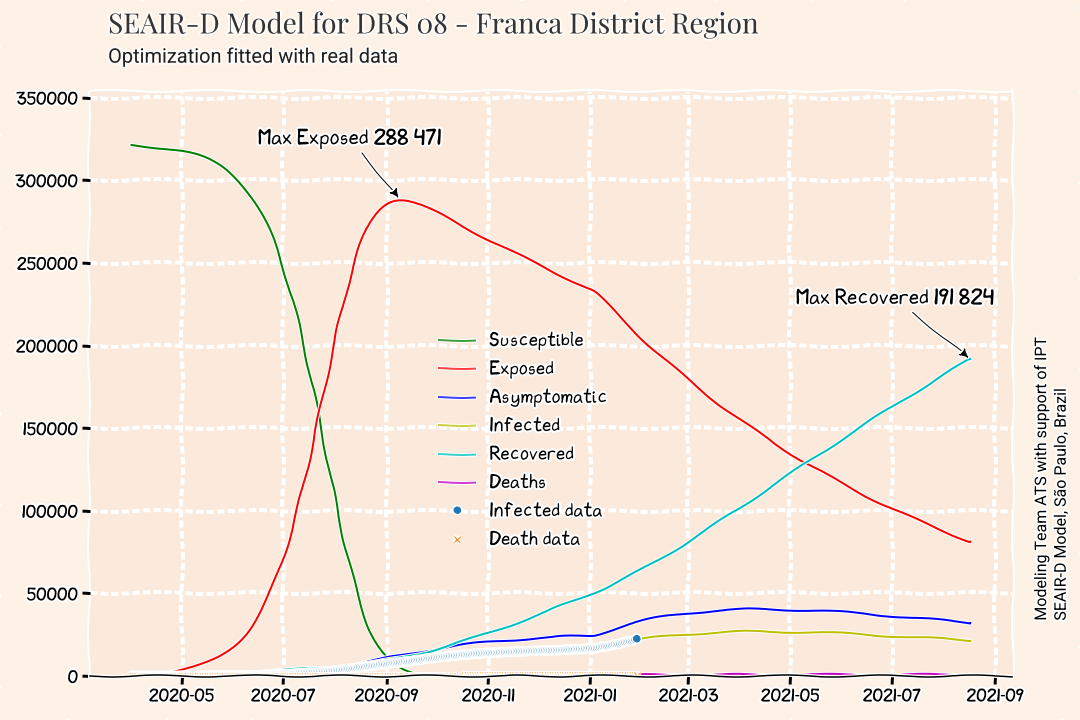 SEAIR-D Model for DRS 08 - Franca District Region
Optimization fitted with real data
350000
300000
250000
200000
150000
100000
50000
0
Max Exposed 288 471
Max Recovered 191 824
Susceptible
Exposed
Asymptomatic
Infected
Recovered
Deaths
Infected data
Death data
2020-05
2020-07
2020-09
2020-11
2021-01
2021-03
2021-05
2021-07
2021-09
Modeling Team ATS with support of IPT
SEAIR-D Model, São Paulo, Brazil